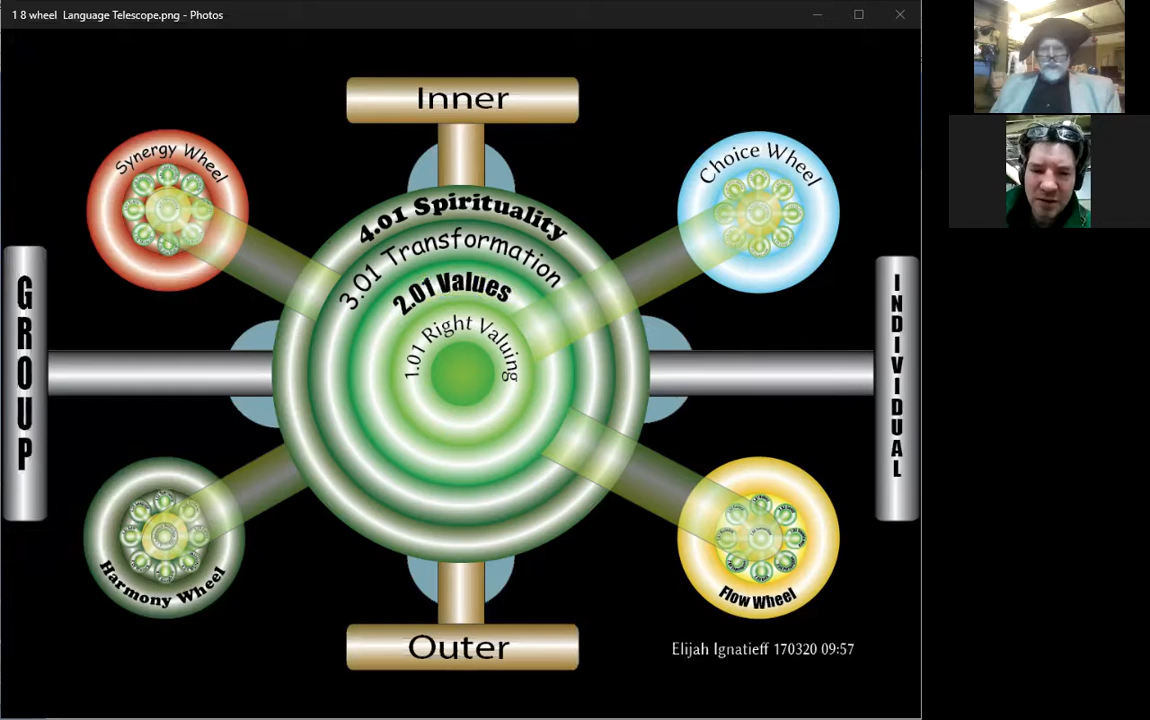 1 8 wheel  Language Telescope.png - Photos
Inner
Synergy Wheel
Choice Wheel
4.01 Spirituality
3.01 Transformation
2.01 Values
1.01 Right Valuing
GROUP
INDIVIDUAL
Harmony Wheel
Flow Wheel
Outer
Elijah Ignatieff 170320 09:57